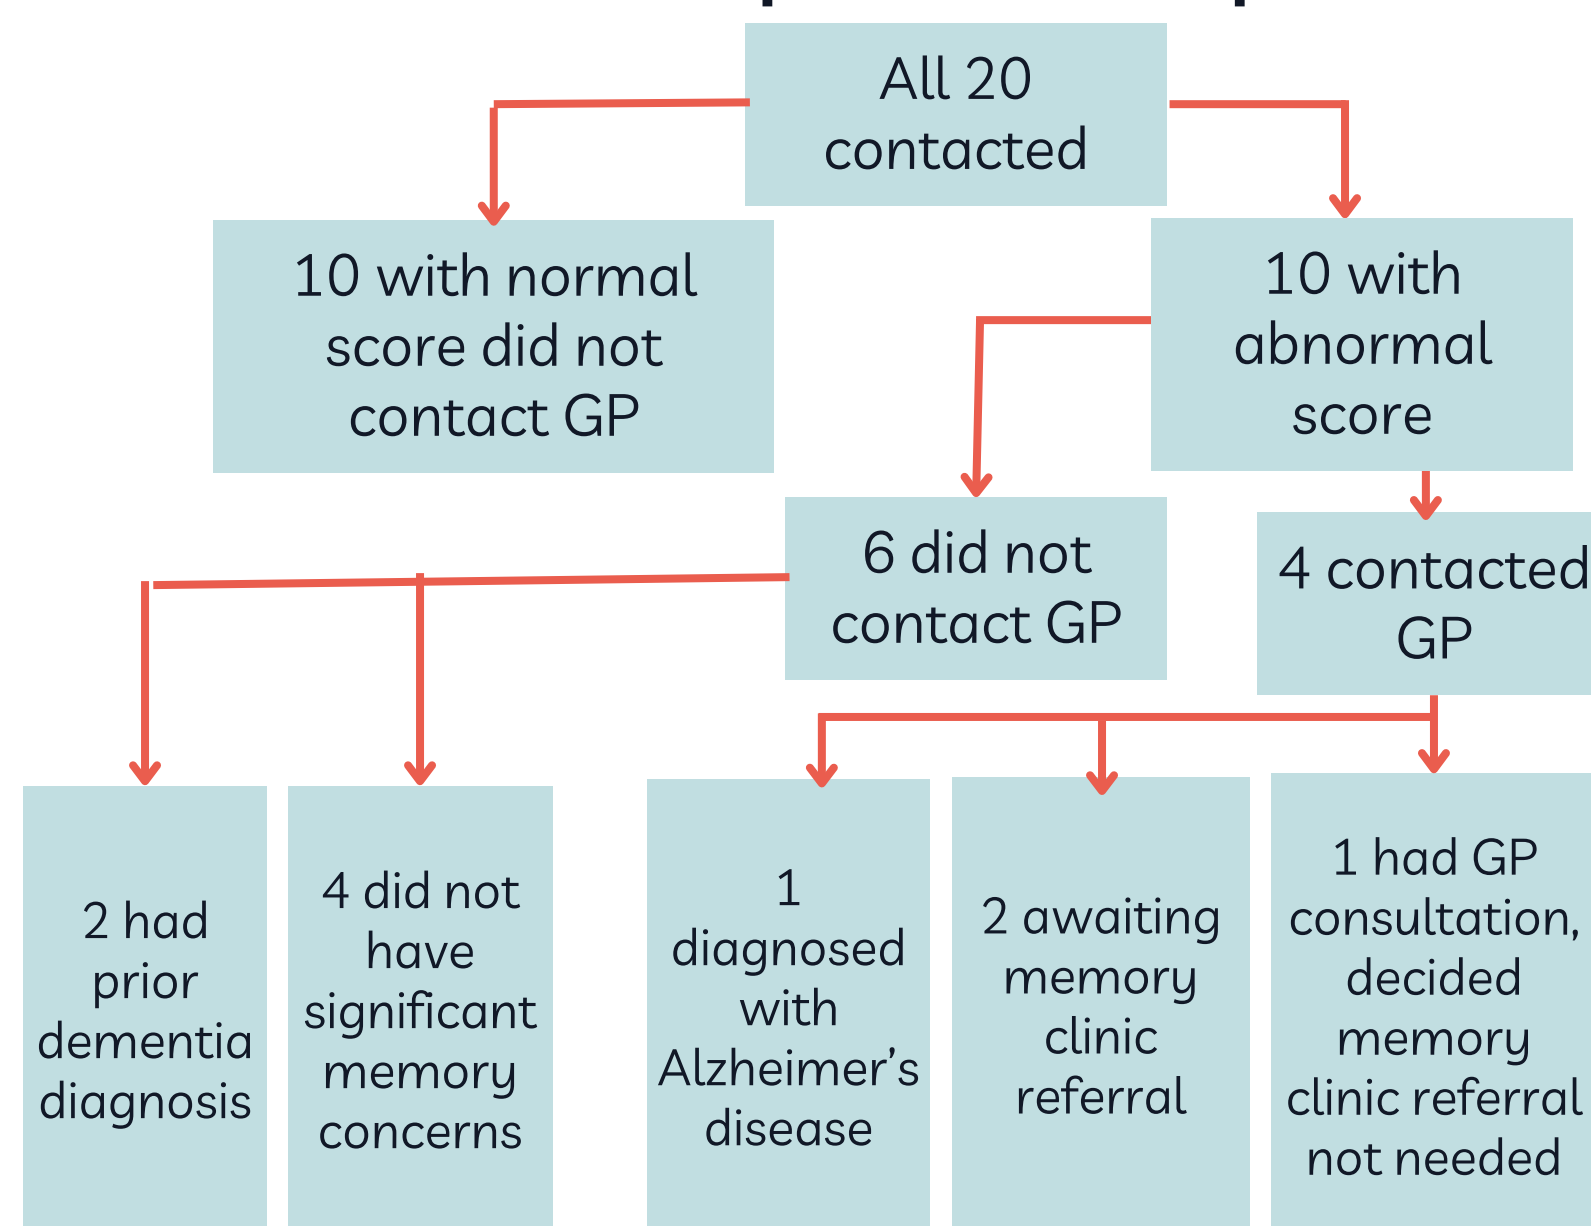 All 20
contacted
10 with normal
score did not
contact GP
10 with
abnormal
score
6 did not
contact GP
4 contacted
GP
2 had
prior
dementia
diagnosis
4 did not
have
significant
memory
concerns
1
diagnosed
with
Alzheimer’s
disease
2 awaiting
memory
clinic
referral
1 had GP
consultation,
decided
memory
clinic referral
not needed